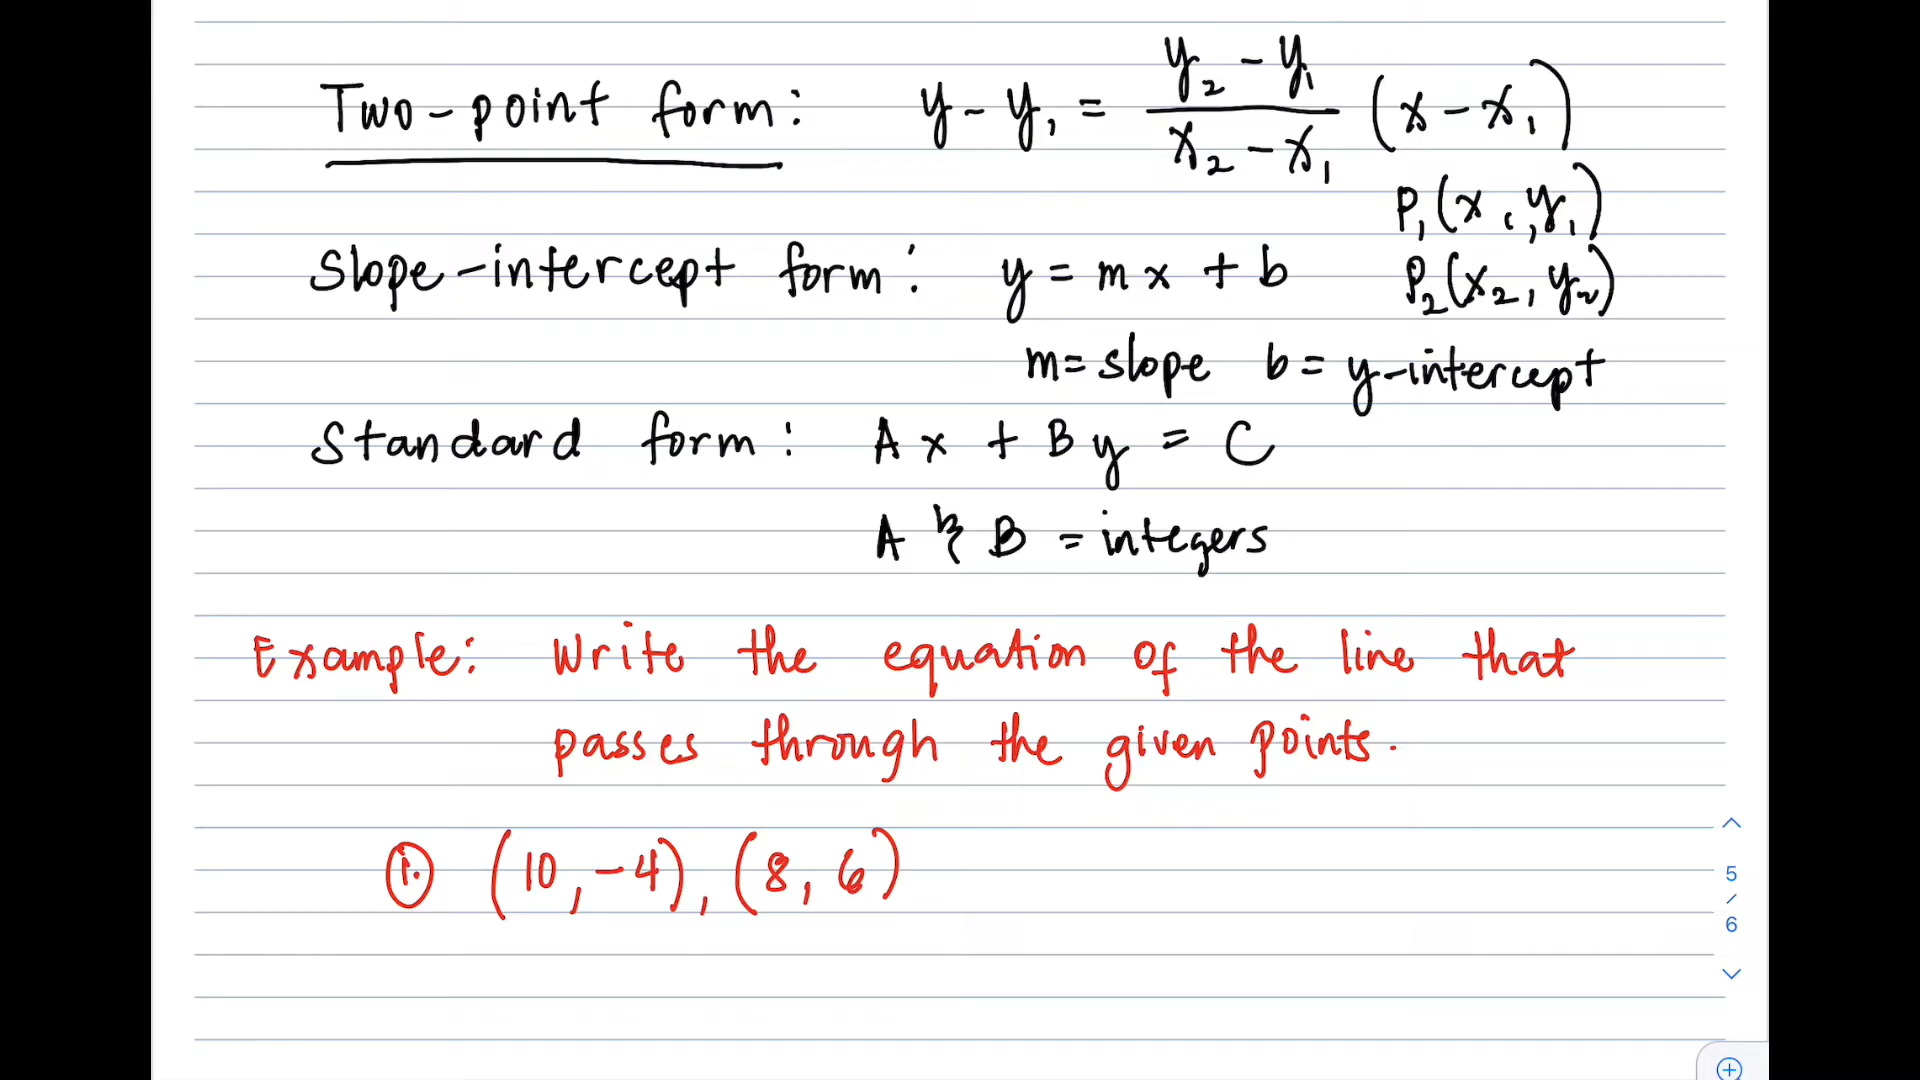 Two-point form: y - y₁ = y₂ - y₁ / x₂ - x₁ (x - x₁)
P₁(x₁, y₁)
Slope-intercept form: y = mx + b P₂(x₂, y₂)
m = slope b = y-intercept
Standard form: Ax + By = C
A & B = integers
Example: Write the equation of the line that
passes through the given points.
1. (10, -4), (8, 6)
5
/
6